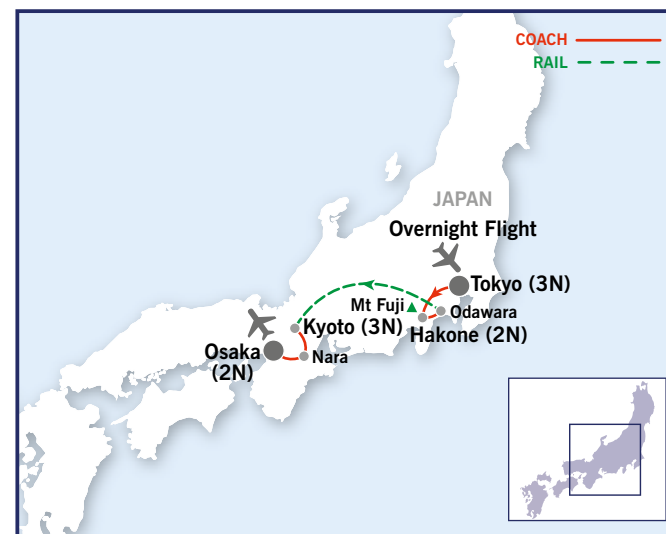 COACH
RAIL
JAPAN
Overnight Flight
Tokyo (3N)
Mt Fuji
Odawara
Kyoto (3N)
Hakone (2N)
Osaka
(2N)
Nara